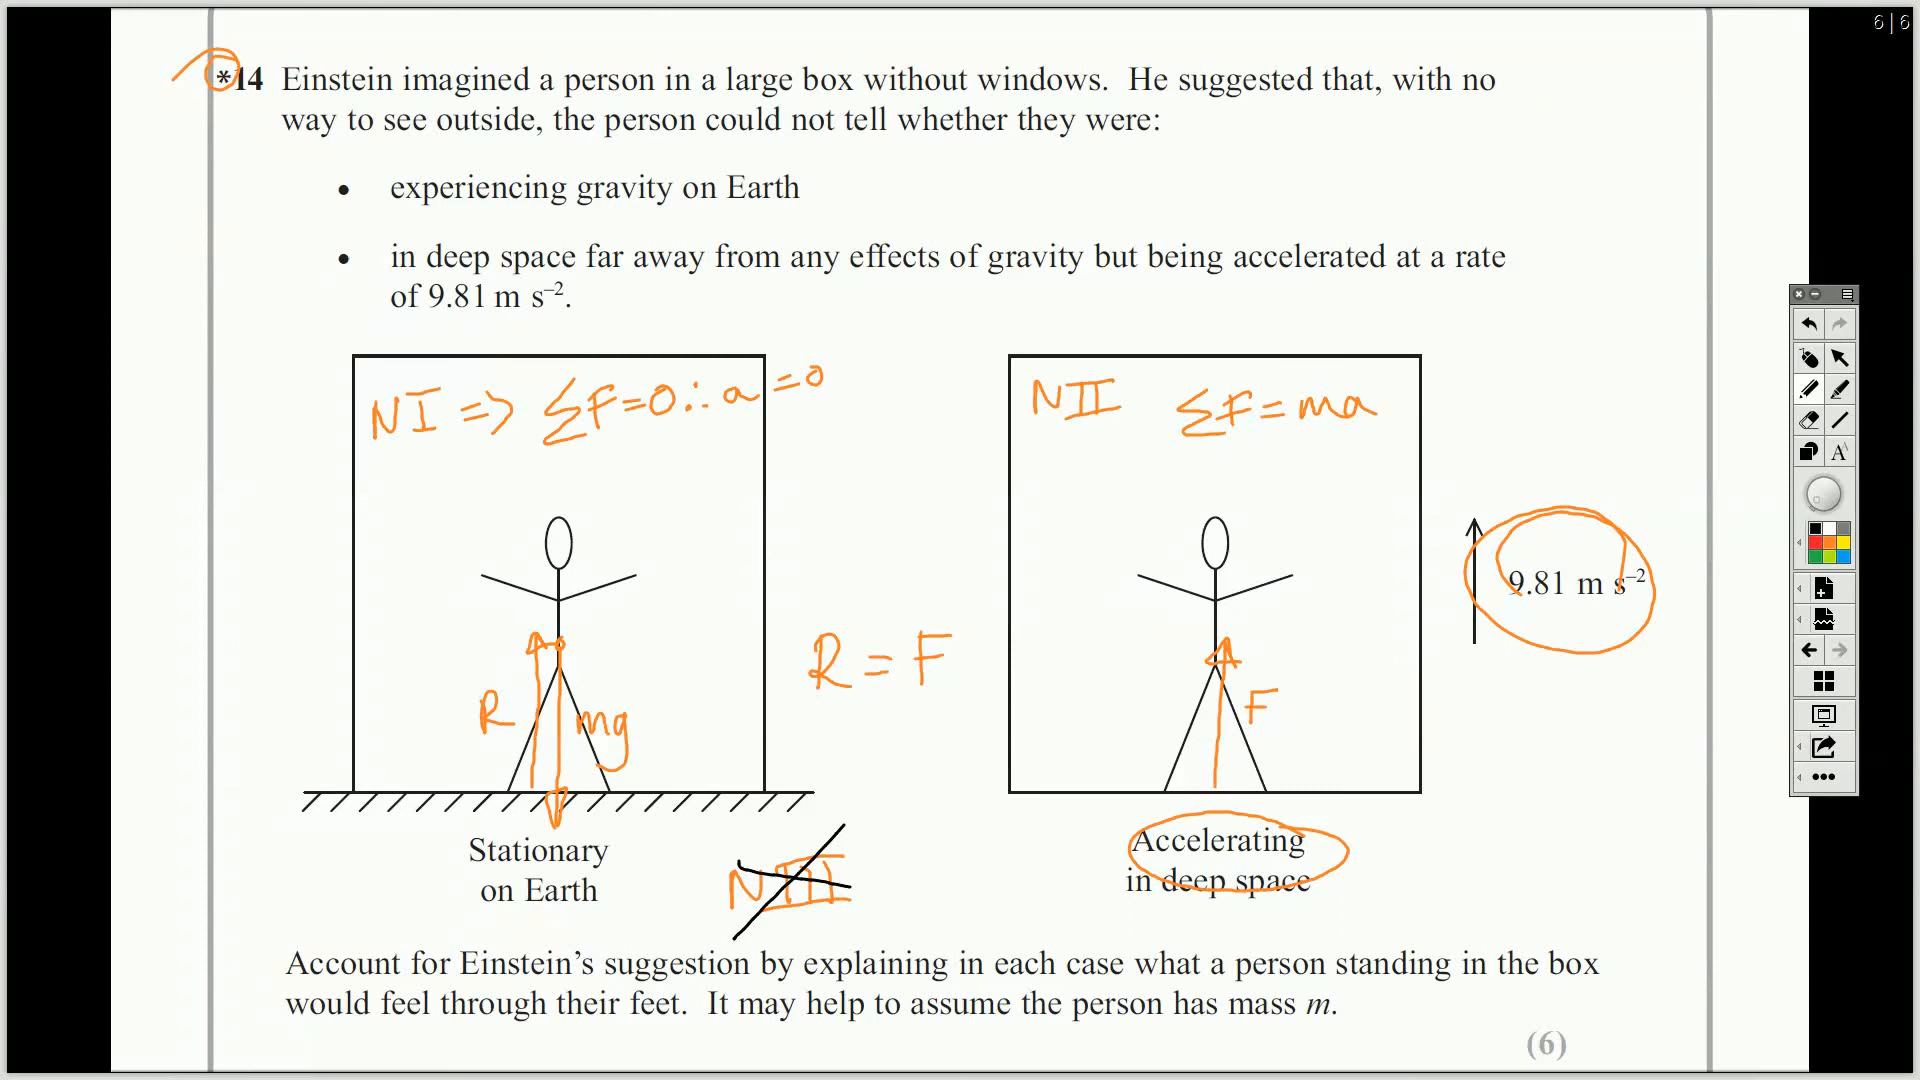 6 | 6
*14 Einstein imagined a person in a large box without windows. He suggested that, with no
way to see outside, the person could not tell whether they were:
• experiencing gravity on Earth
• in deep space far away from any effects of gravity but being accelerated at a rate
of 9.81 m s⁻².
NI => ΣF=0 ∴ a=0
NII ΣF=ma
9.81 m s⁻²
R = F
R
mg
F
Stationary
on Earth
NIII
Accelerating
in deep space
Account for Einstein’s suggestion by explaining in each case what a person standing in the box
would feel through their feet. It may help to assume the person has mass m.
(6)
A